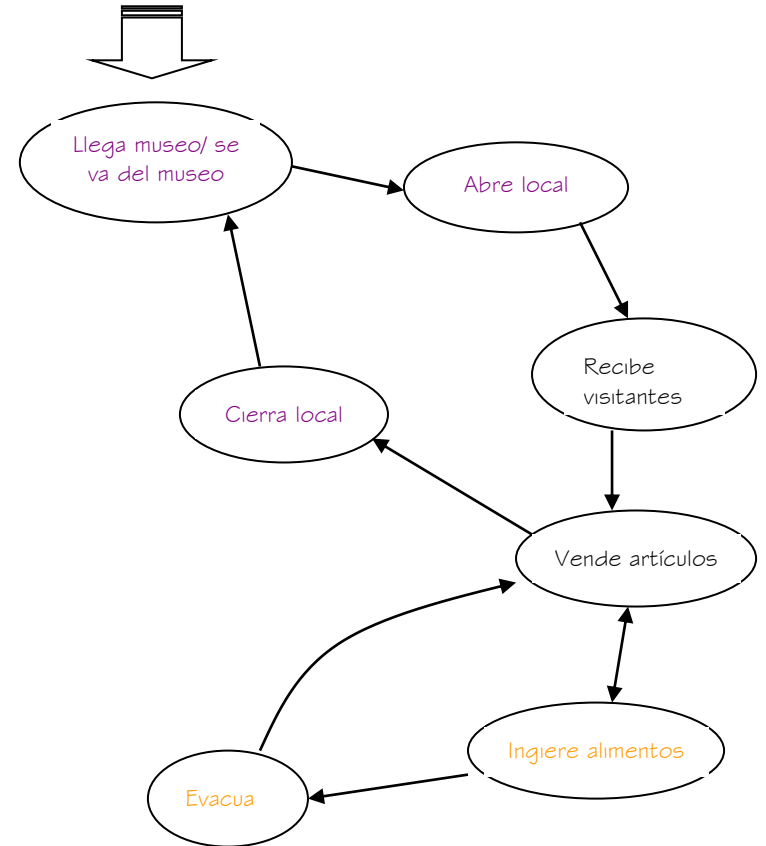 Llega museo/ se
va del museo
Abre local
Recibe
visitantes
Cierra local
Vende artículos
Ingiere alimentos
Evacua